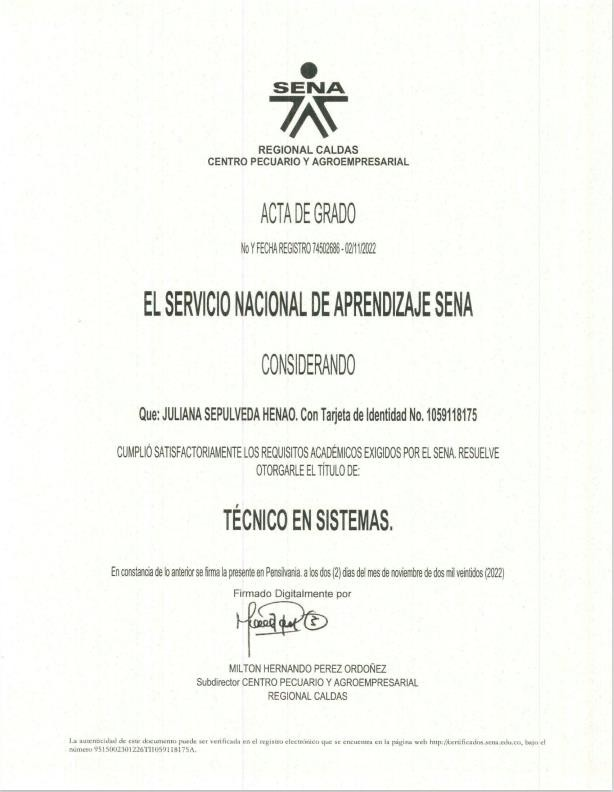 SENA
REGIONAL CALDAS
CENTRO PECUARIO Y AGROEMPRESARIAL
ACTA DE GRADO
No Y FECHA REGISTRO 74502686 - 02/11/2022
EL SERVICIO NACIONAL DE APRENDIZAJE SENA
CONSIDERANDO
Que: JULIANA SEPULVEDA HENAO. Con Tarjeta de Identidad No. 1059118175
CUMPLIÓ SATISFACTORIAMENTE LOS REQUISITOS ACADÉMICOS EXIGIDOS POR EL SENA. RESUELVE
OTORGARLE EL TÍTULO DE:
TÉCNICO EN SISTEMAS.
En constancia de lo anterior se firma la presente en Pensilvania. a los dos (2) días del mes de noviembre de dos mil veintidos (2022)
Firmado Digitalmente por
MILTON HERNANDO PEREZ ORDOÑEZ
Subdirector CENTRO PECUARIO Y AGROEMPRESARIAL
REGIONAL CALDAS
La autenticidad de este documento puede ser verificada en el registro electrónico que se encuentra en la página web http://certificados.sena.edu.co, bajo el
número 9515002301226TI1059118175A.